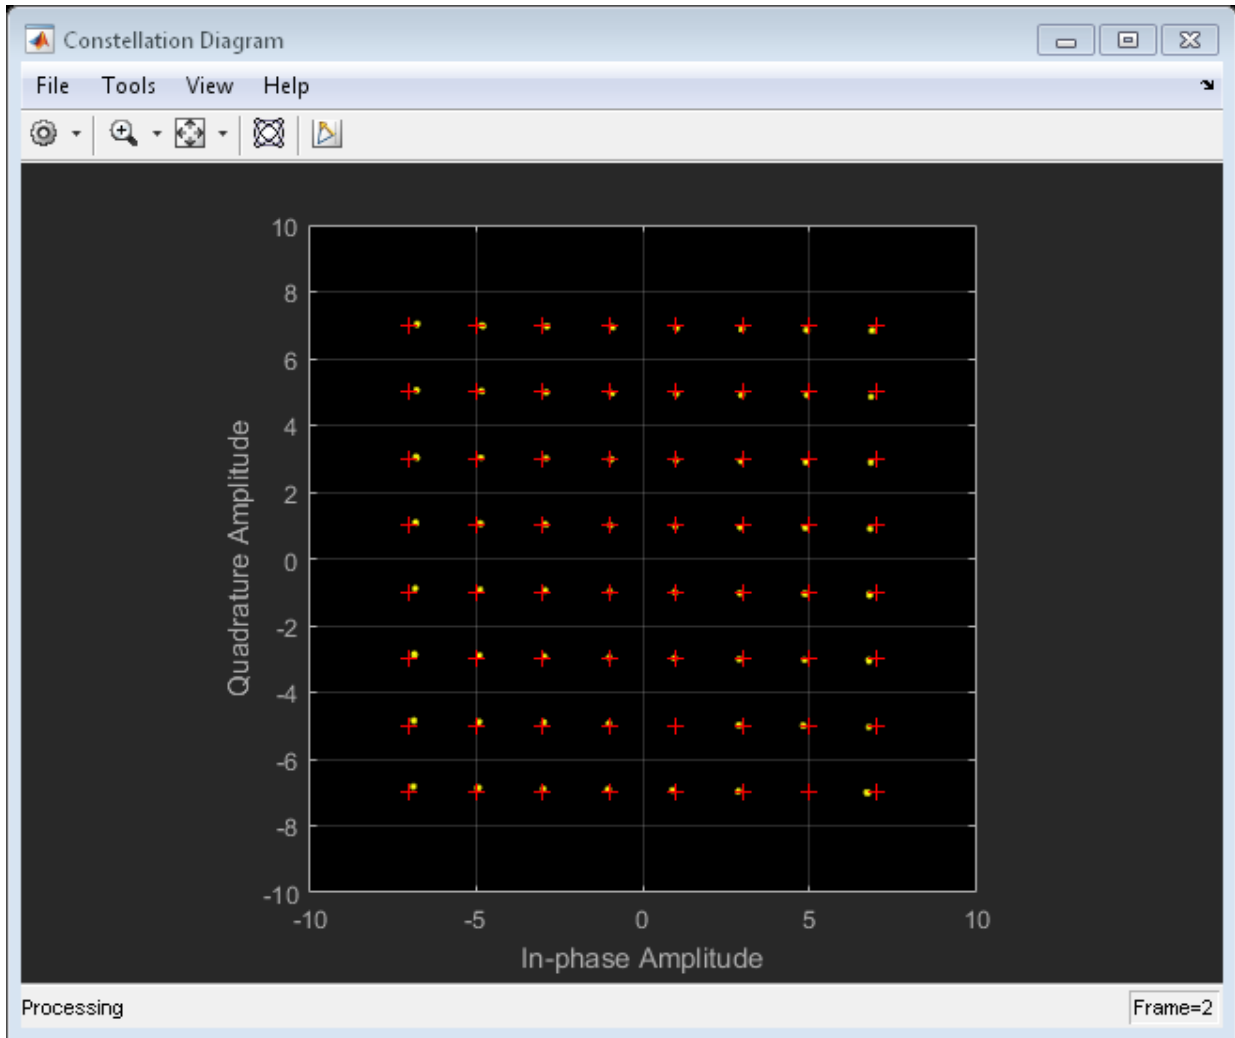 Constellation Diagram
File Tools View Help
10
8
6
4
2
0
-2
-4
-6
-8
-10
Quadrature Amplitude
-10 -5 0 5 10
In-phase Amplitude
Processing Frame=2